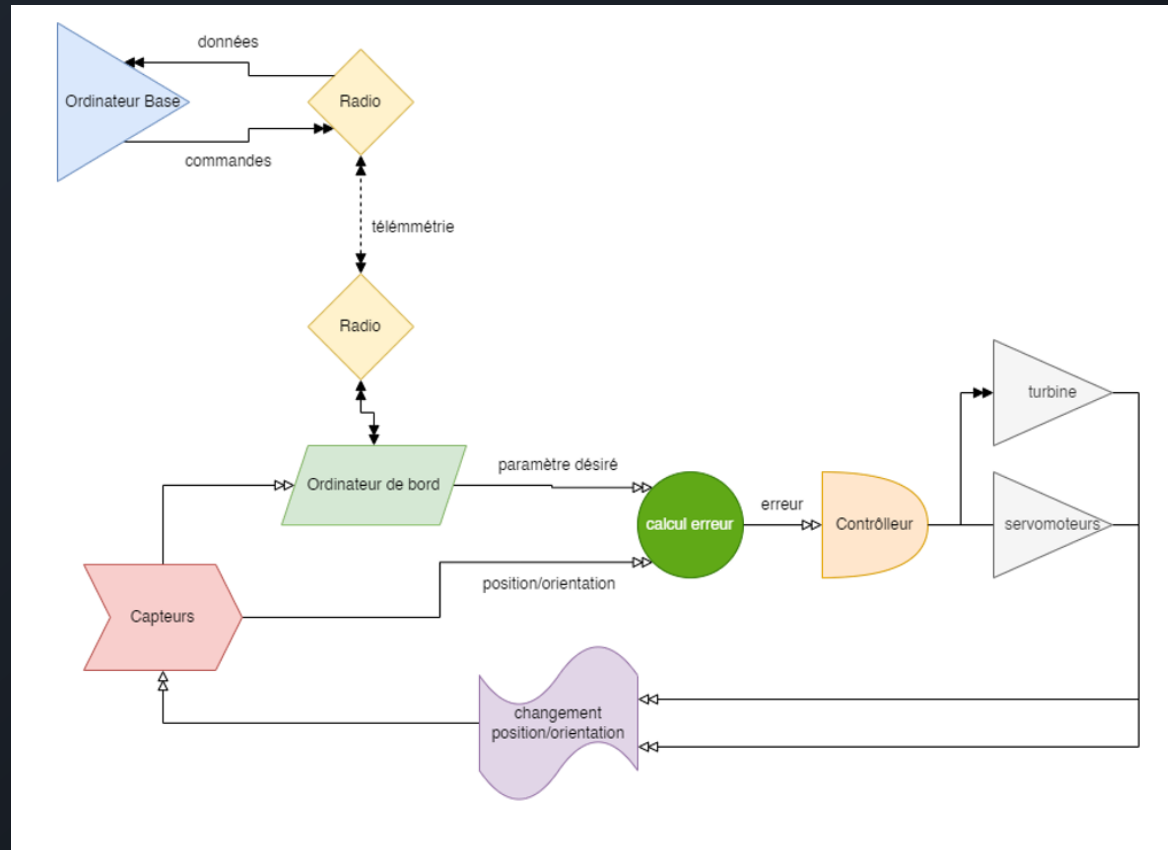 données
Ordinateur Base
Radio
commandes
télémmétrie
Radio
turbine
Ordinateur de bord
paramètre désiré
calcul erreur
erreur
Contrôlleur
servomoteurs
position/orientation
Capteurs
changement
position/orientation